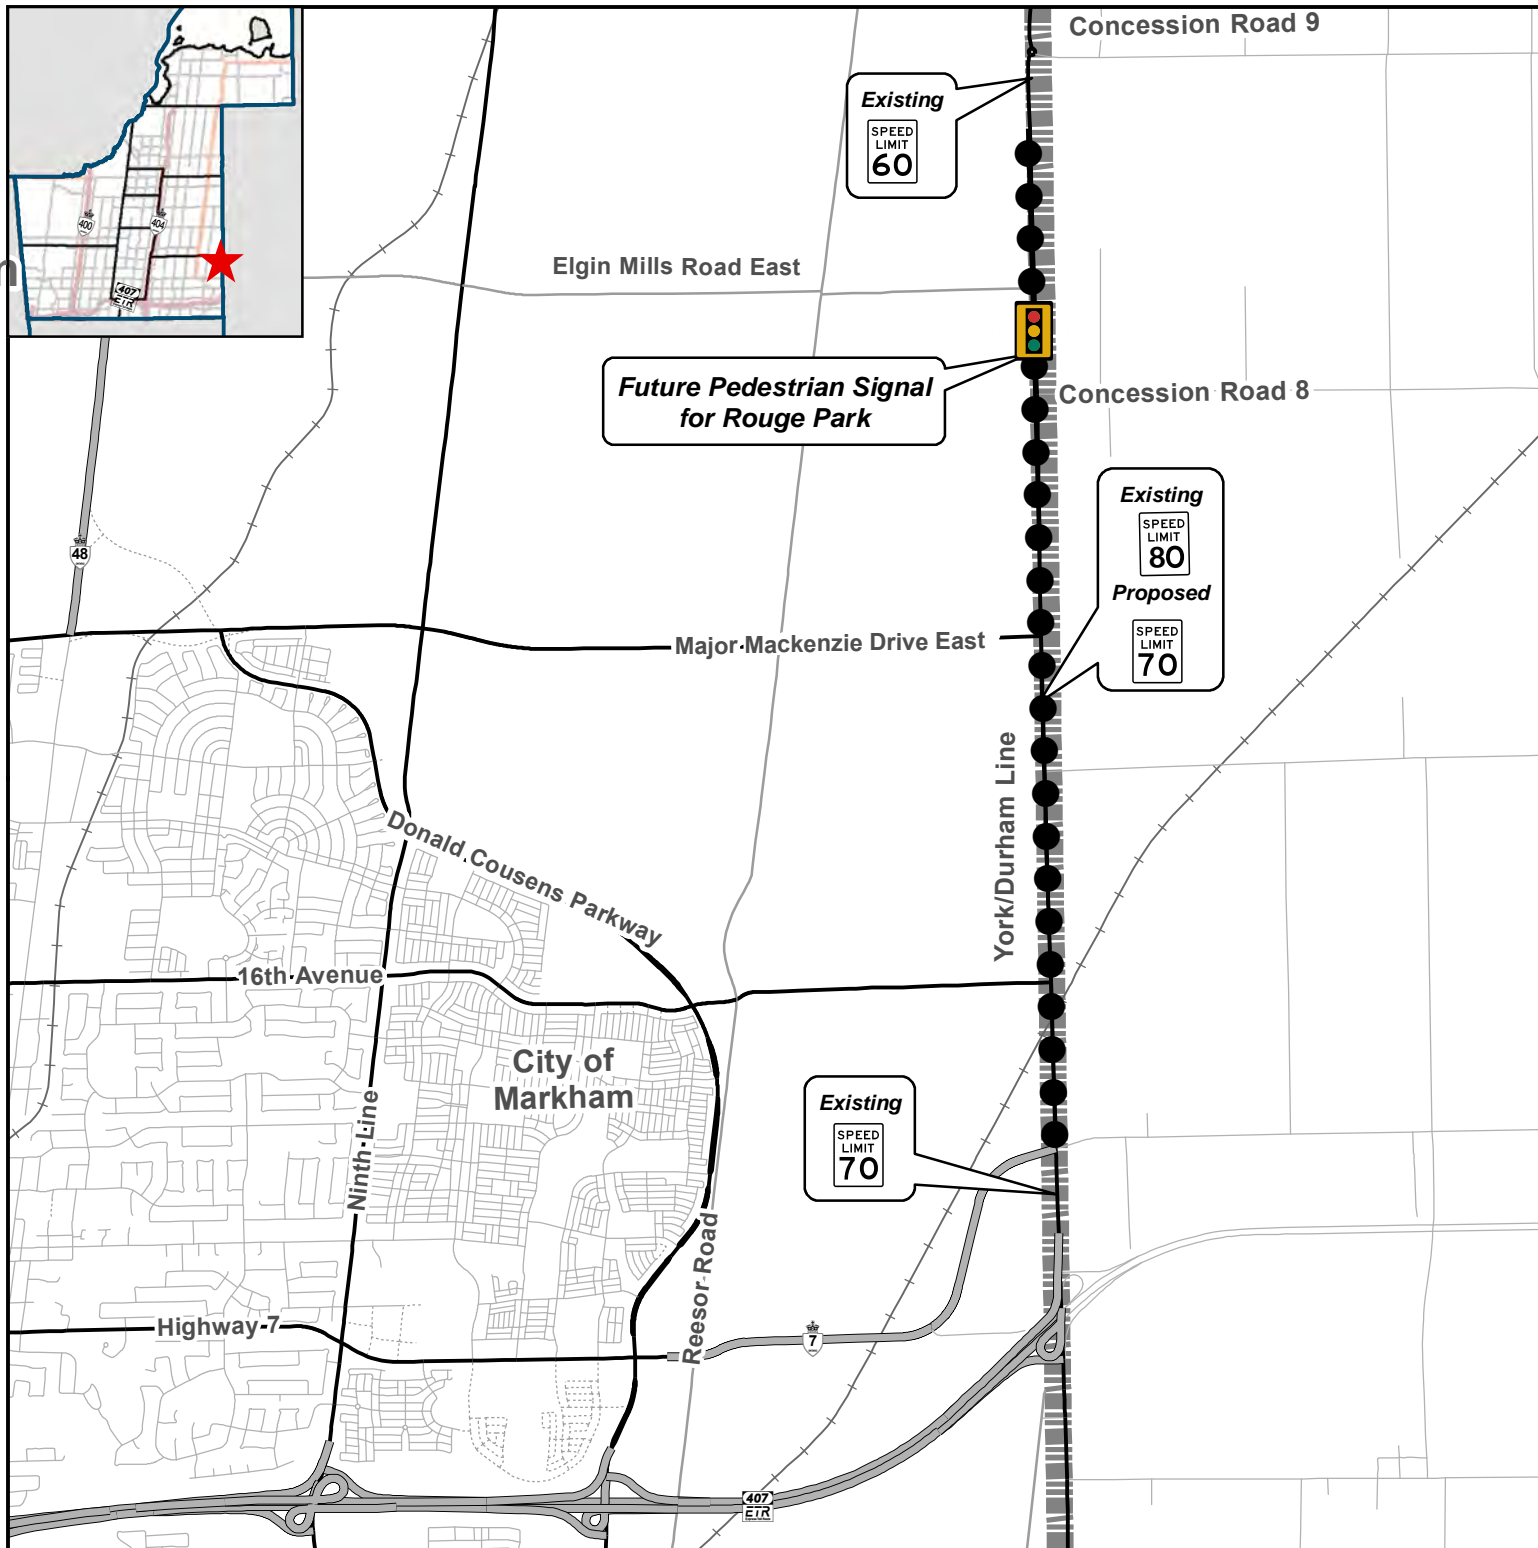 Concession Road 9
Existing
SPEED
LIMIT
60
400
404
407
ETR
n
Elgin Mills Road East
Future Pedestrian Signal
for Rouge Park
Concession Road 8
Existing
SPEED
LIMIT
80
Proposed
SPEED
LIMIT
70
48
Major Mackenzie Drive East
York/Durham Line
Donald Cousens Parkway
16th Avenue
City of
Markham
Existing
SPEED
LIMIT
70
Ninth Line
Reesor Road
Highway 7
7
407
ETR